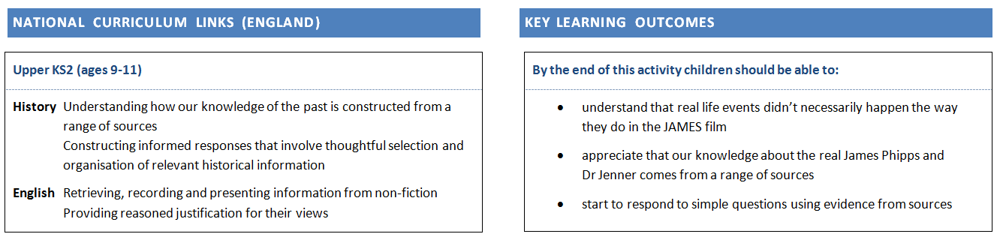 NATIONAL CURRICULUM LINKS (ENGLAND)
Upper KS2 (ages 9-11)
History Understanding how our knowledge of the past is constructed from a
range of sources
Constructing informed responses that involve thoughtful selection and
organisation of relevant historical information
English Retrieving, recording and presenting information from non-fiction
Providing reasoned justification for their views
KEY LEARNING OUTCOMES
By the end of this activity children should be able to:
• understand that real life events didn’t necessarily happen the way
they do in the JAMES film
• appreciate that our knowledge about the real James Phipps and
Dr Jenner comes from a range of sources
• start to respond to simple questions using evidence from sources